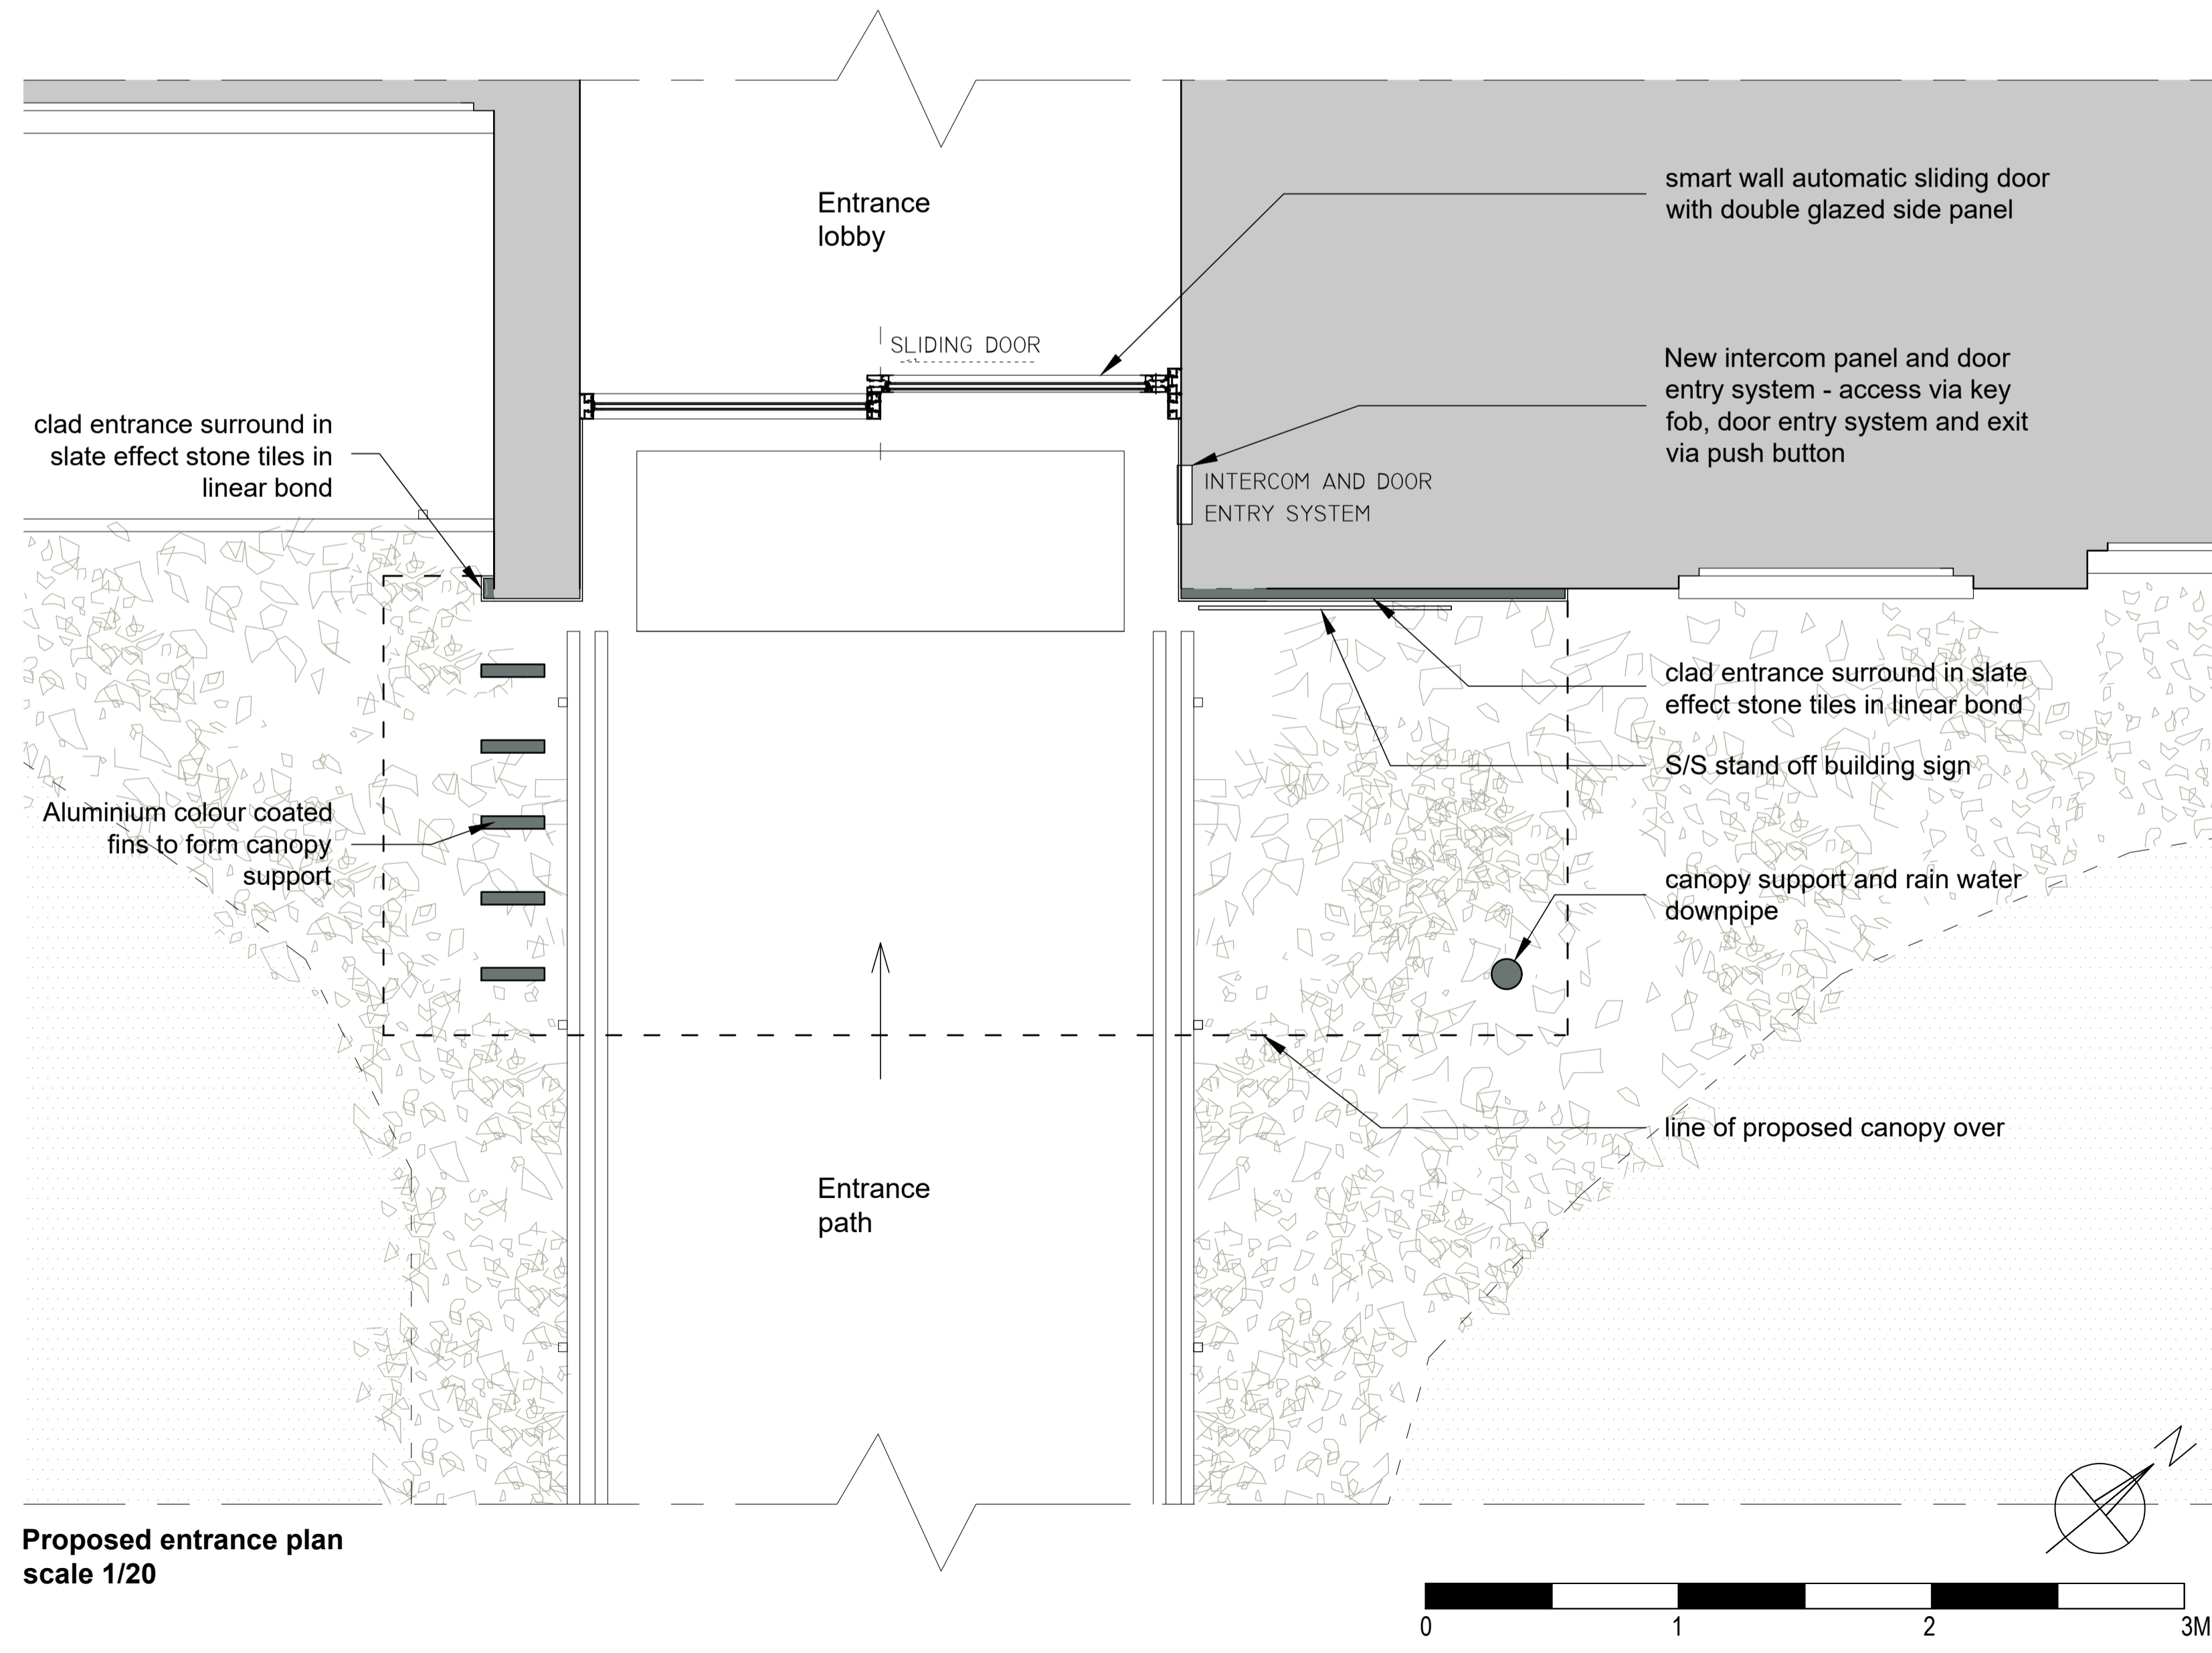 smart wall automatic sliding door
with double glazed side panel
Entrance
lobby
SLIDING DOOR
New intercom panel and door
entry system - access via key
fob, door entry system and exit
via push button
clad entrance surround in
slate effect stone tiles in
linear bond
INTERCOM AND DOOR
ENTRY SYSTEM
clad entrance surround in slate
effect stone tiles in linear bond
S/S stand off building sign
Aluminium colour coated
fins to form canopy
support
canopy support and rain water
downpipe
line of proposed canopy over
Entrance
path
N
Proposed entrance plan
scale 1/20
0 1 2 3M